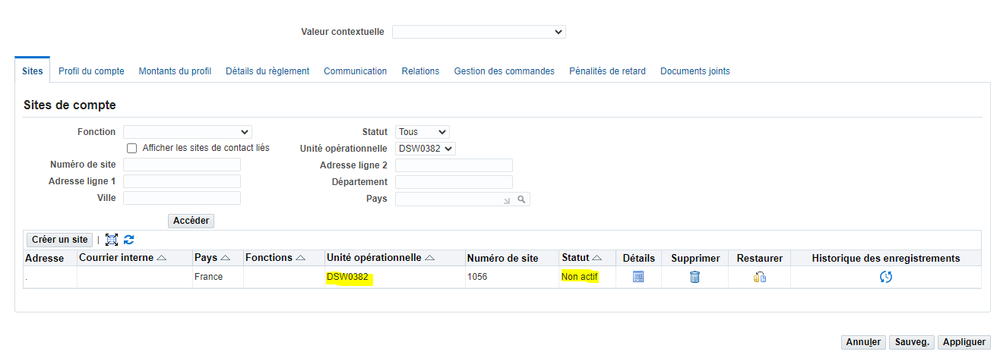 Valeur contextuelle
Sites Profil du compte Montants du profil Détails du règlement Communication Relations Gestion des commandes Pénalités de retard Documents joints
Sites de compte
Fonction Statut Tous
Afficher les sites de contact liés Unité opérationnelle DSW0382
Numéro de site Adresse ligne 2
Adresse ligne 1 Département
Ville Pays
Accéder
Créer un site |
Adresse Courrier interne Pays Fonctions Unité opérationnelle Numéro de site Statut Détails Supprimer Restaurer Historique des enregistrements
. France DSW0382 1056 Non actif
Annuler Sauveg. Appliquer